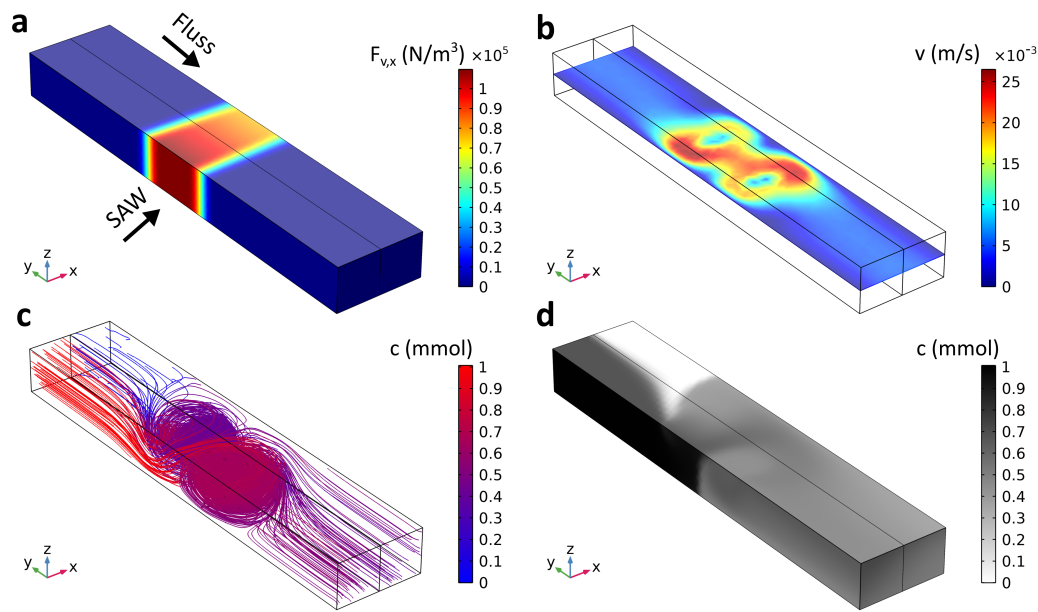 a
Fluss
SAW
F_v,x (N/m³) ×10⁵
1
0.9
0.8
0.7
0.6
0.5
0.4
0.3
0.2
0.1
0
z
y
x
b
v (m/s) ×10⁻³
25
20
15
10
5
0
z
y
x
c
c (mmol)
1
0.9
0.8
0.7
0.6
0.5
0.4
0.3
0.2
0.1
0
z
y
x
d
c (mmol)
1
0.9
0.8
0.7
0.6
0.5
0.4
0.3
0.2
0.1
0
z
y
x